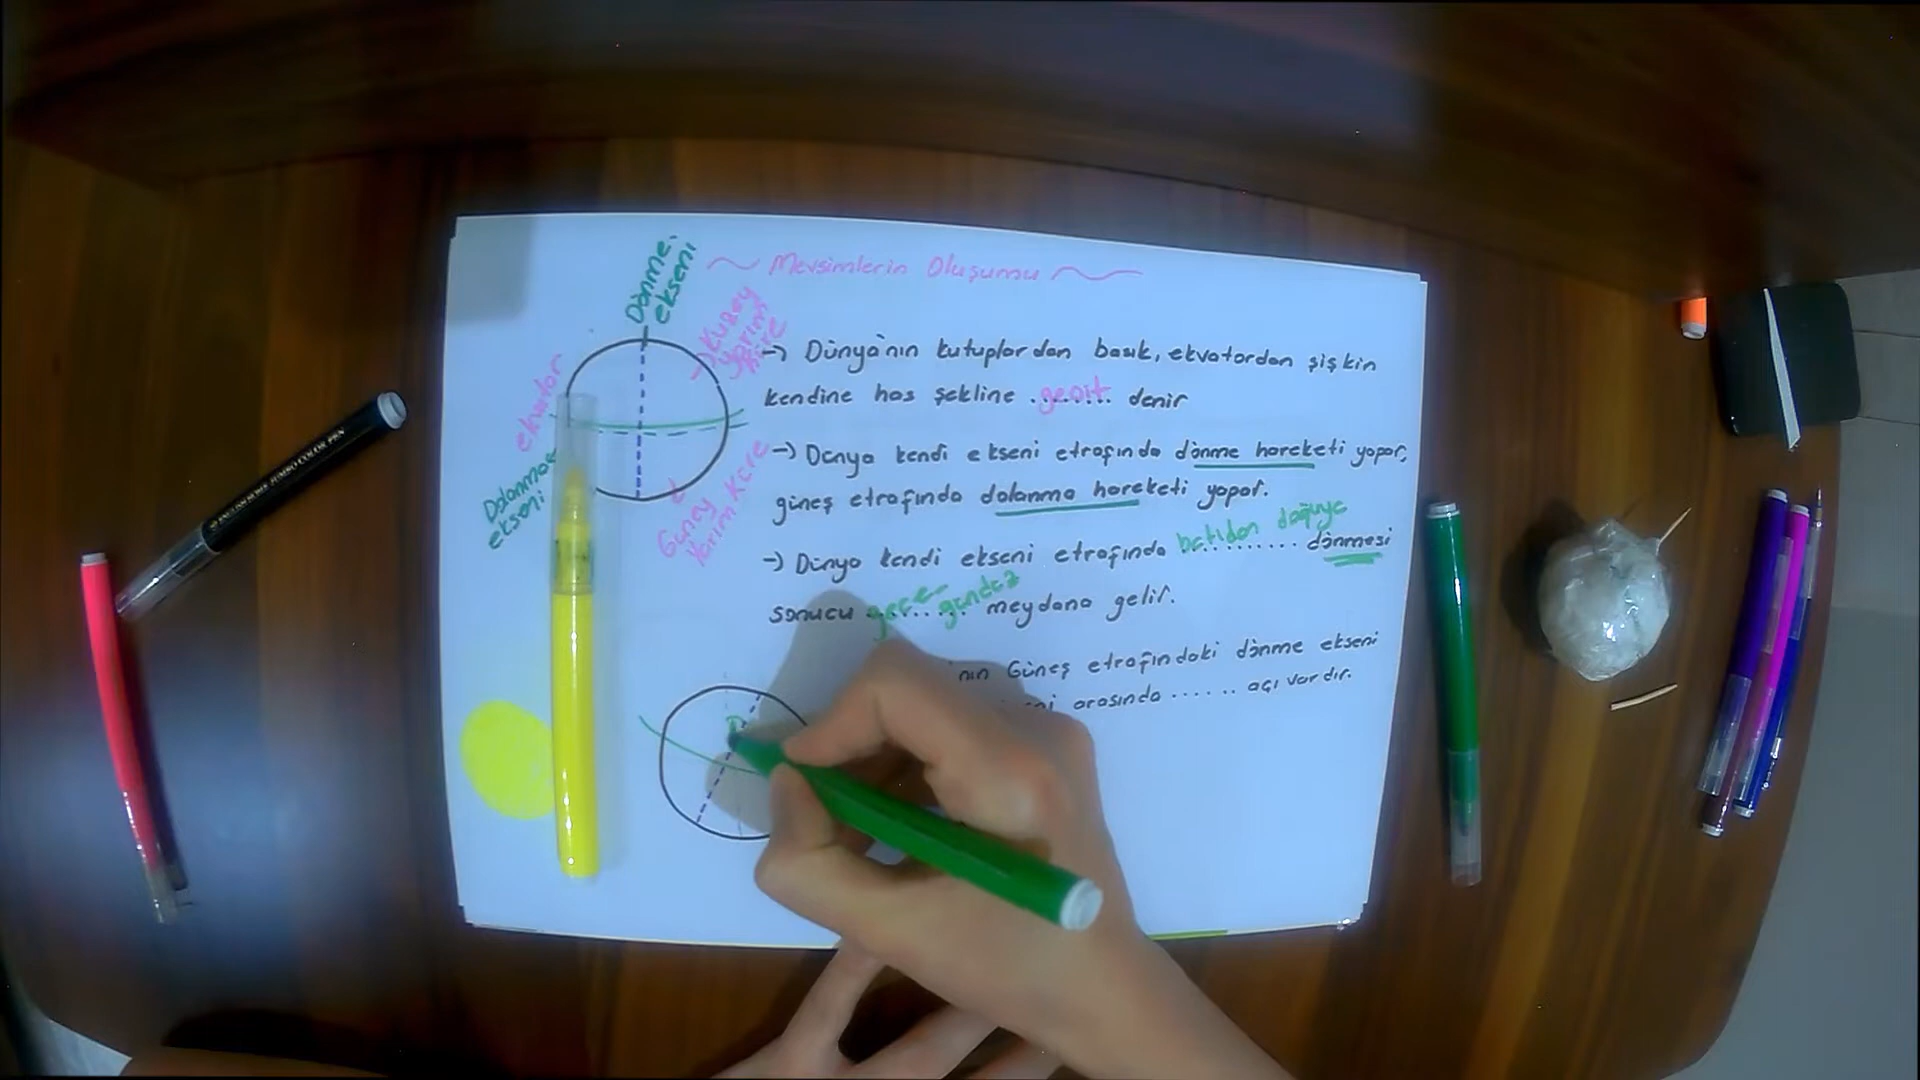 Mevsimlerin Oluşumu
Dönme
ekseni
Kuzey
yarım
küre
ekvator
Dolanma
ekseni
Güney
Yarım Küre
→ Dünya'nın kutuplardan basık, ekvatordan şişkin
kendine has şekline geoit denir
→ Dünya kendi ekseni etrafında dönme hareketi yapar,
güneş etrafında dolanma hareketi yapar.
→ Dünya kendi ekseni etrafında batıdan doğuya dönmesi
sonucu gece-gündüz meydana gelir.
nın Güneş etrafındaki dönme ekseni
arasında ...... açı vardır.